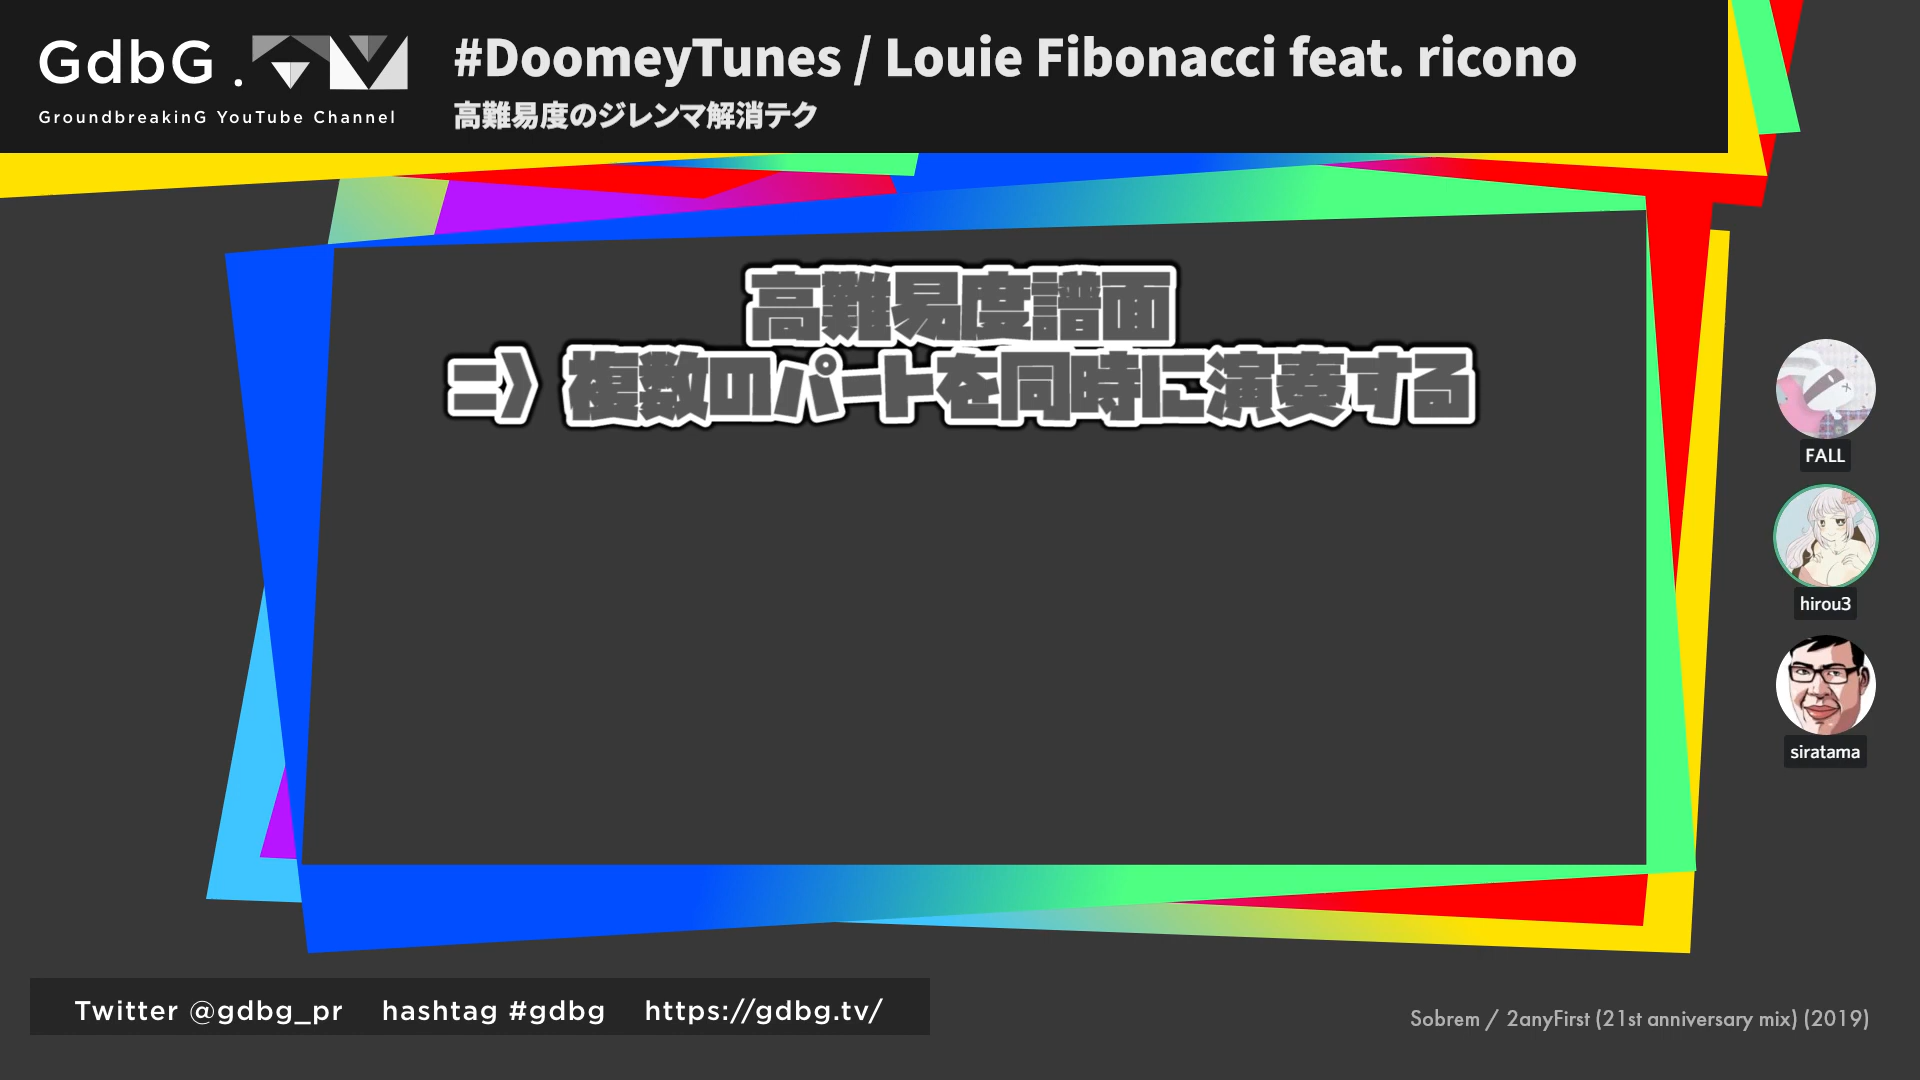 GdbG.TV
GroundbreakinG YouTube Channel
#DoomeyTunes / Louie Fibonacci feat. ricono
高難易度のジレンマ解消テク
高難易度譜面
=〉複数のパートを同時に演奏する
FALL
hirou3
siratama
Twitter @gdbg_pr hashtag #gdbg https://gdbg.tv/
Sobrem / 2anyFirst (21st anniversary mix) (2019)